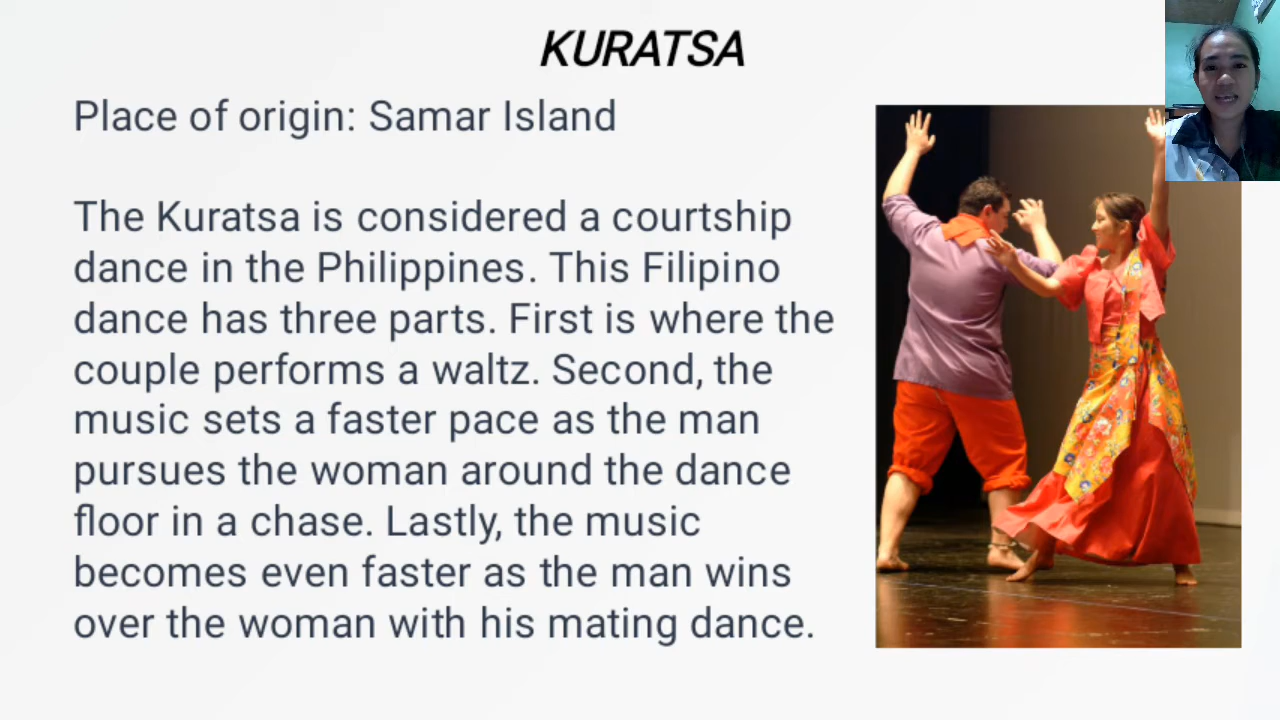 KURATSA
Place of origin: Samar Island
The Kuratsa is considered a courtship
dance in the Philippines. This Filipino
dance has three parts. First is where the
couple performs a waltz. Second, the
music sets a faster pace as the man
pursues the woman around the dance
floor in a chase. Lastly, the music
becomes even faster as the man wins
over the woman with his mating dance.